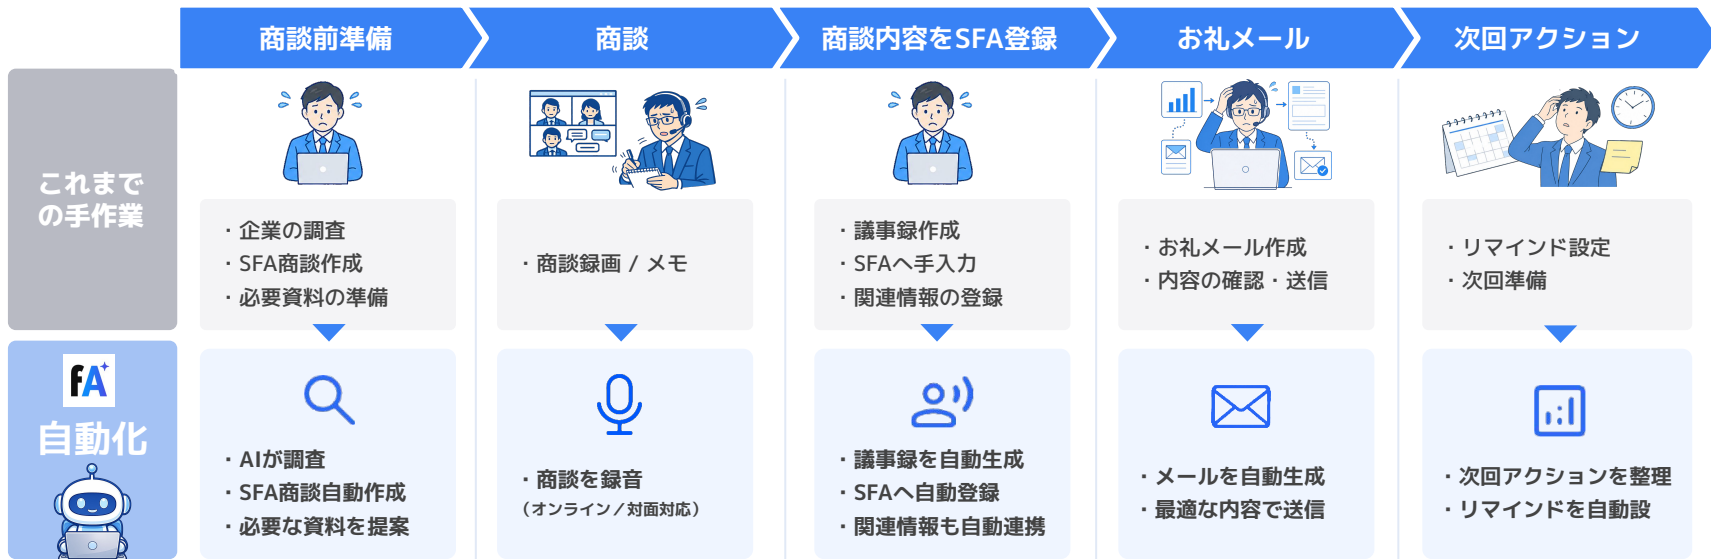 商談前準備
商談
商談内容をSFA登録
お礼メール
次回アクション
これまで
の手作業
・企業の調査
・SFA商談作成
・必要資料の準備
・商談録画 / メモ
・議事録作成
・SFAへ手入力
・関連情報の登録
・お礼メール作成
・内容の確認・送信
・リマインド設定
・次回準備
fA
自動化
・AIが調査
・SFA商談自動作成
・必要な資料を提案
・商談を録音
（オンライン／対面対応）
・議事録を自動生成
・SFAへ自動登録
・関連情報も自動連携
・メールを自動生成
・最適な内容で送信
・次回アクションを整理
・リマインドを自動設